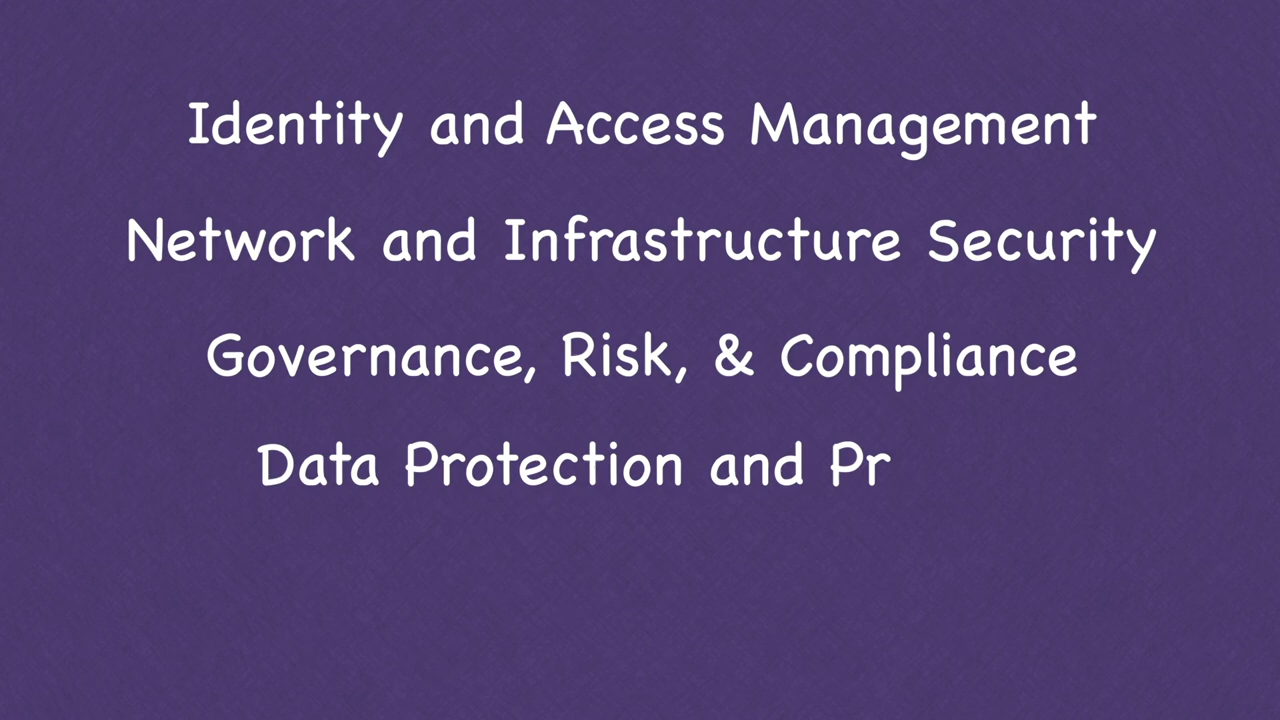 Identity and Access Management
Network and Infrastructure Security
Governance, Risk, & Compliance
Data Protection and Pr